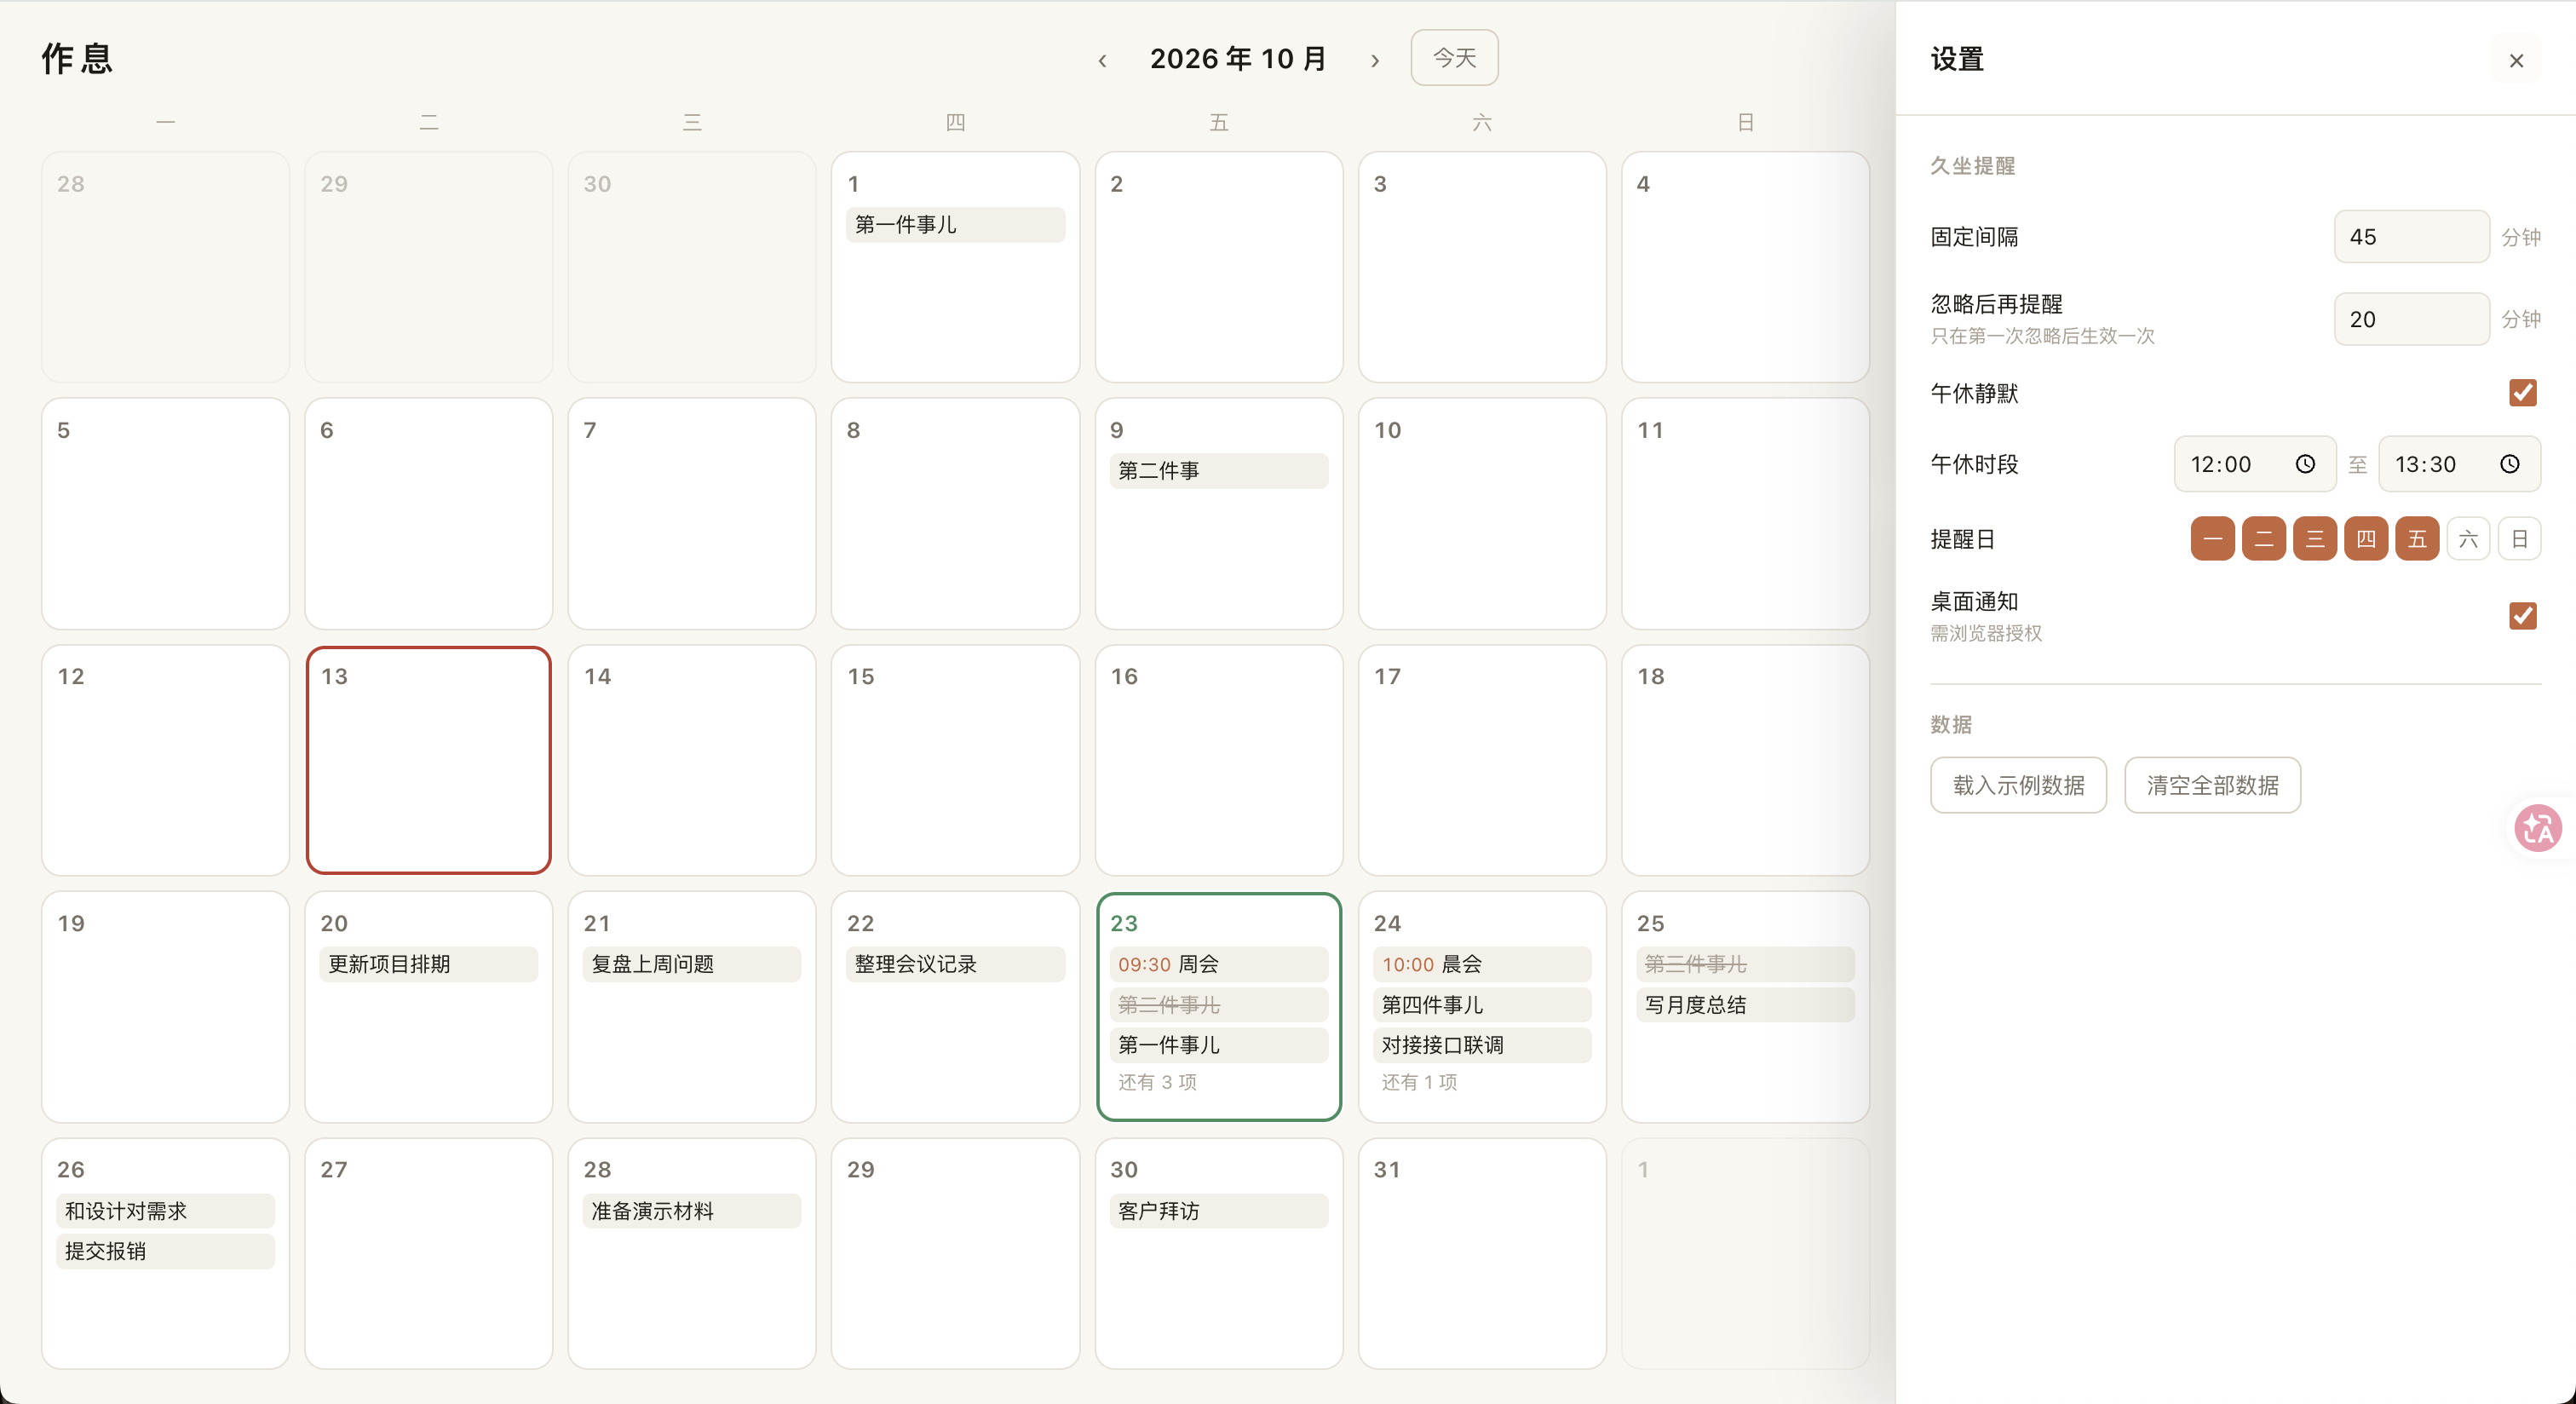 作息
‹ 2026 年 10 月 › 今天
一 二 三 四 五 六 日
28 29 30 1 2 3 4
第一件事儿
5 6 7 8 9 10 11
第二件事
12 13 14 15 16 17 18
19 20 21 22 23 24 25
更新项目排期 复盘上周问题 整理会议记录 09:30 周会 10:00 晨会 第三件事儿
第二件事儿 第四件事儿 写月度总结
第一件事儿 对接接口联调
还有 3 项 还有 1 项
26 27 28 29 30 31 1
和设计对需求 准备演示材料 客户拜访
提交报销
设置 ×
久坐提醒
固定间隔 45 分钟
忽略后再提醒 20 分钟
只在第一次忽略后生效一次
午休静默
午休时段 12:00 至 13:30
提醒日 一 二 三 四 五 六 日
桌面通知
需浏览器授权
数据
载入示例数据 清空全部数据